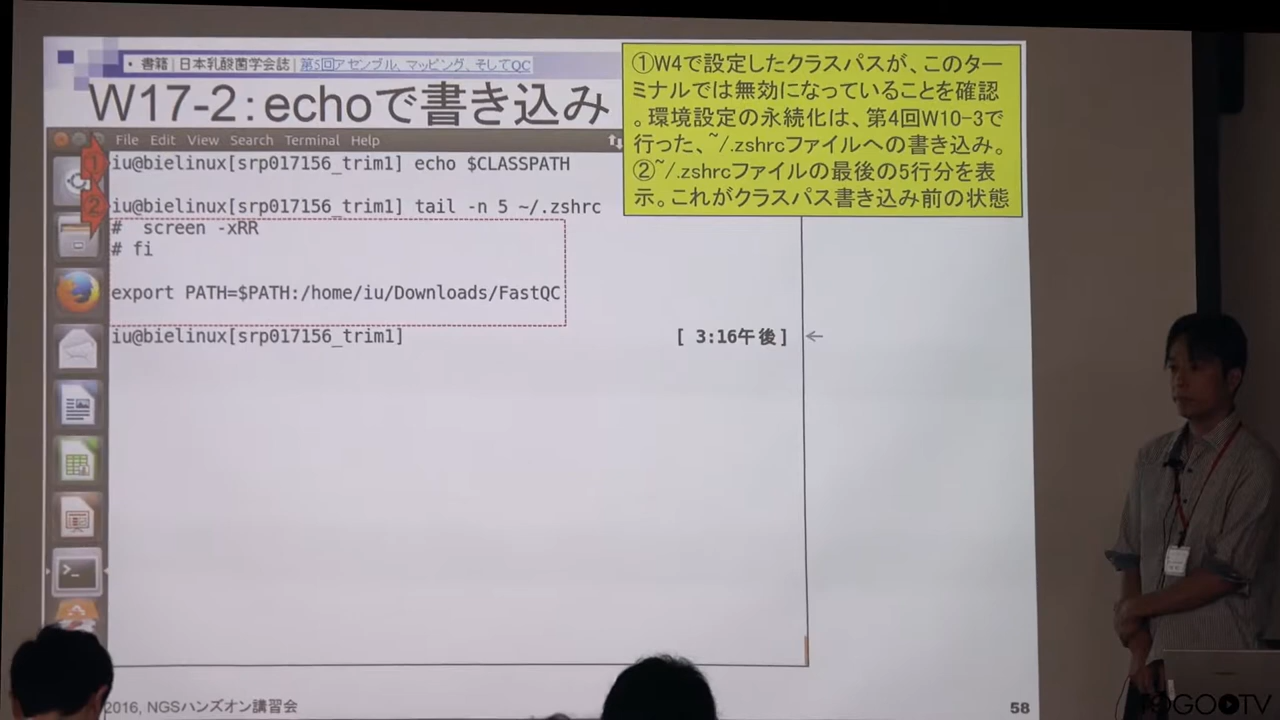 ・書籍 | 日本乳酸菌学会誌 | 第5回アセンブル、マッピング、そしてQC
W17-2：echoで書き込み
①W4で設定したクラスパスが、このター
ミナルでは無効になっていることを確認
。環境設定の永続化は、第4回W10-3で
行った、~/.zshrcファイルへの書き込み。
②~/.zshrcファイルの最後の5行分を表
示。これがクラスパス書き込み前の状態
File Edit View Search Terminal Help
① iu@bielinux[srp017156_trim1] echo $CLASSPATH
② iu@bielinux[srp017156_trim1] tail -n 5 ~/.zshrc
#  screen -xRR
# fi
export PATH=$PATH:/home/iu/Downloads/FastQC
iu@bielinux[srp017156_trim1] [ 3:16午後] ←
2016, NGSハンズオン講習会
58
TOGOTV